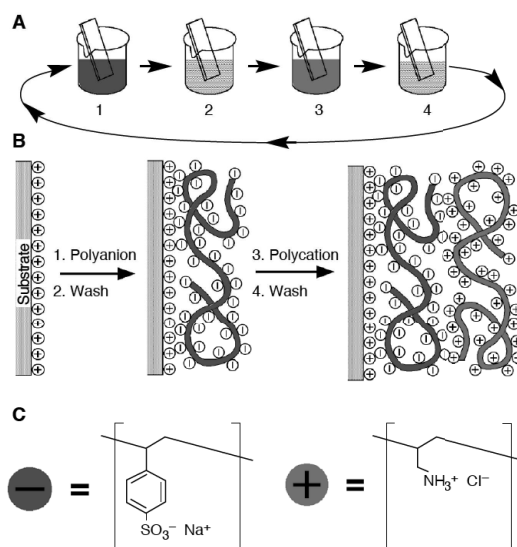 A
1 2 3 4
B
Substrate
1. Polyanion
2. Wash
3. Polycation
4. Wash
C
− =
SO₃⁻ Na⁺
+ =
NH₃⁺ Cl⁻